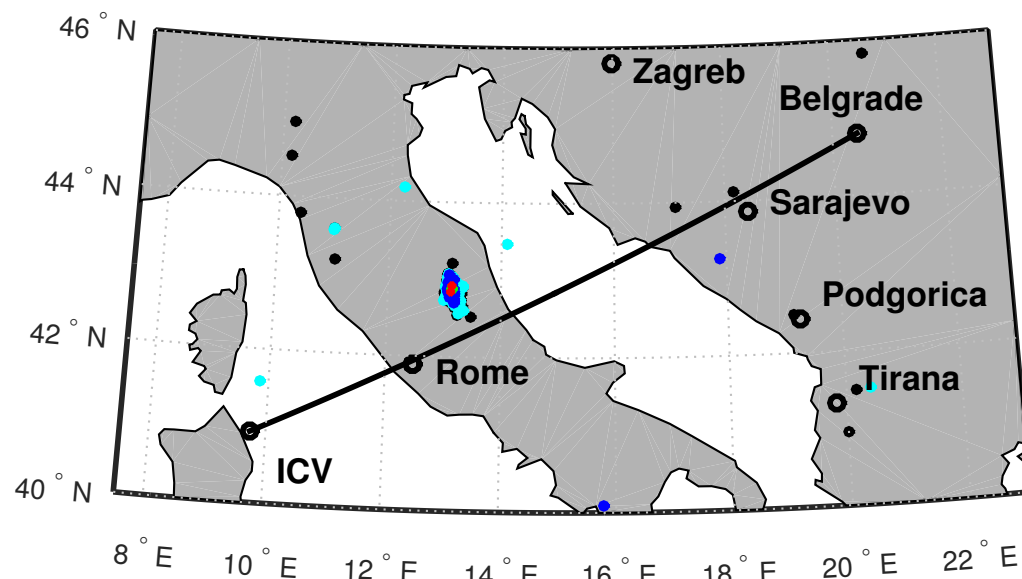 46 ° N
Zagreb
Belgrade
44 ° N
Sarajevo
Podgorica
42 ° N
Rome
Tirana
ICV
40 ° N
8 ° E 10 ° E 12 ° E 14 ° E 16 ° E 18 ° E 20 ° E 22 ° E